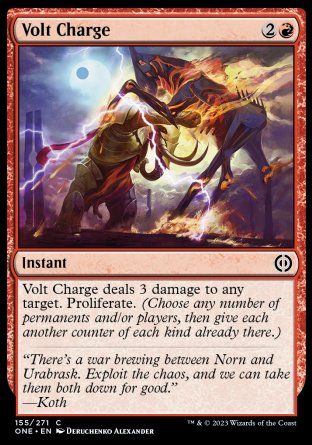 Volt Charge 2
Instant
Volt Charge deals 3 damage to any
target. Proliferate. (Choose any number of
permanents and/or players, then give each
another counter of each kind already there.)
"There's a war brewing between Norn and
Urabrask. Exploit the chaos, and we can take
them both down for good."
—Koth
155/271 C
ONE • EN DERUCHENKO ALEXANDER
™ & © 2023 Wizards of the Coast